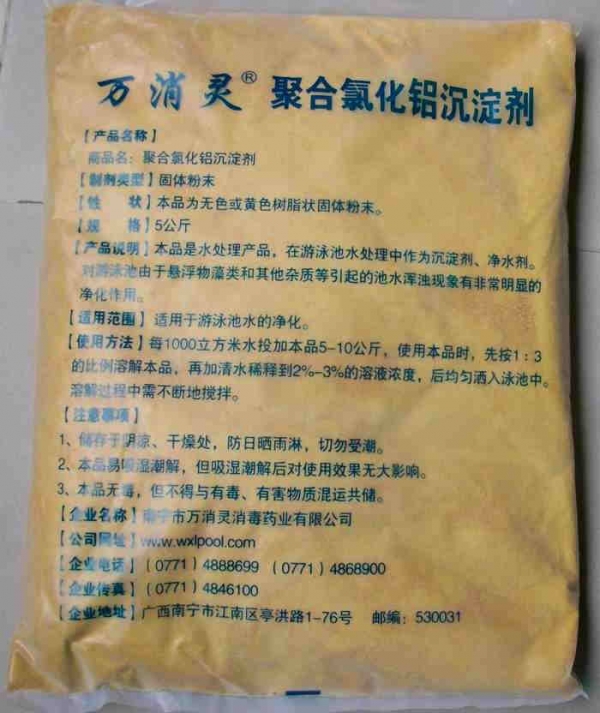 万消灵® 聚合氯化铝沉淀剂
【产品名称】
商品名：聚合氯化铝沉淀剂
【制剂类型】固体粉末
【性 状】本品为无色或黄色树脂状固体粉末。
【规 格】5公斤
【产品说明】本品是水处理产品，在游泳池水处理中作为沉淀剂、净水剂。
对游泳池由于悬浮物藻类和其他杂质等引起的池水浑浊现象有非常明显的
净化作用。
【适用范围】适用于游泳池水的净化。
【使用方法】每1000立方米水投加本品5-10公斤，使用本品时，先按1：3
的比例溶解本品，再加清水稀释到2%-3%的溶液浓度，后均匀洒入泳池中。
溶解过程中需不断地搅拌。
【注意事项】
1、储存于阴凉、干燥处，防日晒雨淋，切勿受潮。
2、本品易吸湿潮解，但吸湿潮解后对使用效果无大影响。
3、本品无毒，但不得与有毒、有害物质混运共储。
【企业名称】南宁市万消灵消毒药业有限公司
【公司网址】www.wxlpool.com
【企业电话】(0771)4888699 (0771)4868900
【企业传真】(0771)4846100
【企业地址】广西南宁市江南区亭洪路1-76号 邮编：530031